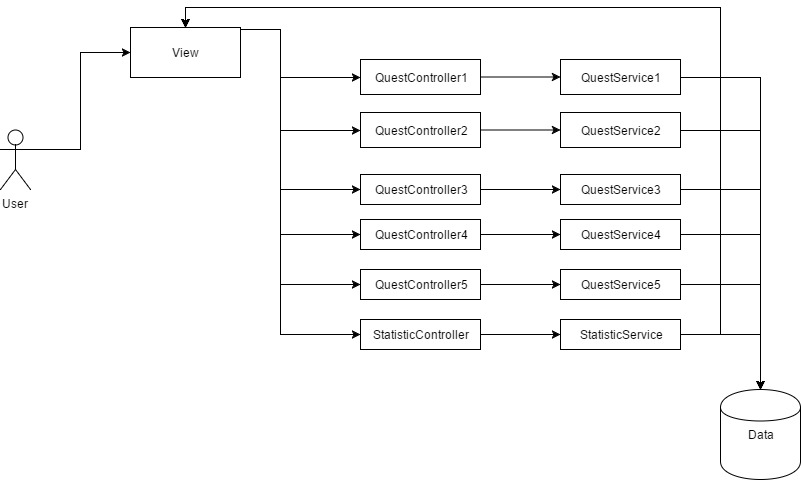 View
QuestController1
QuestService1
QuestController2
QuestService2
QuestController3
QuestService3
User
QuestController4
QuestService4
QuestController5
QuestService5
StatisticController
StatisticService
Data